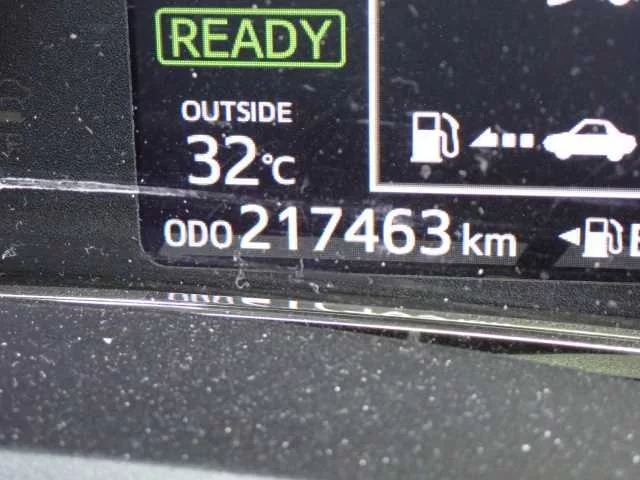 READY
OUTSIDE
32°C
ODO 217463 km
E